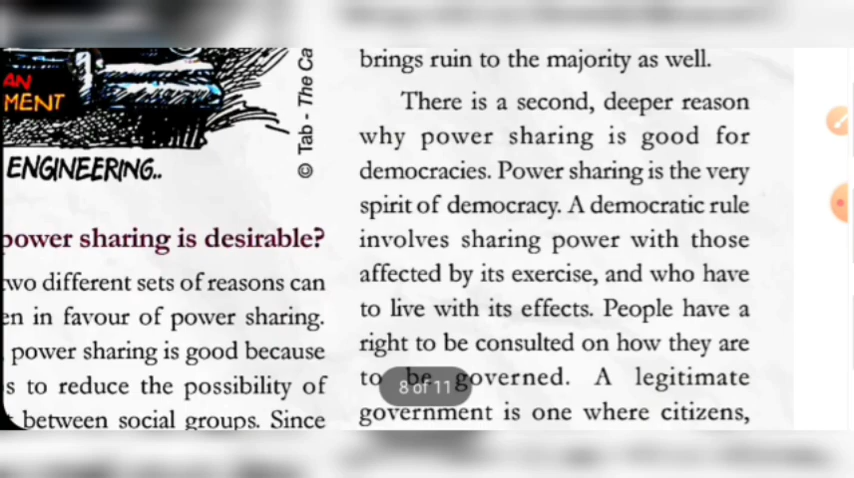 AN
MENT
ENGINEERING..
© Tab - The Ca
power sharing is desirable?
two different sets of reasons can
en in favour of power sharing.
power sharing is good because
s to reduce the possibility of
between social groups. Since
brings ruin to the majority as well.
There is a second, deeper reason
why power sharing is good for
democracies. Power sharing is the very
spirit of democracy. A democratic rule
involves sharing power with those
affected by its exercise, and who have
to live with its effects. People have a
right to be consulted on how they are
to be governed. A legitimate
government is one where citizens,
8 of 11